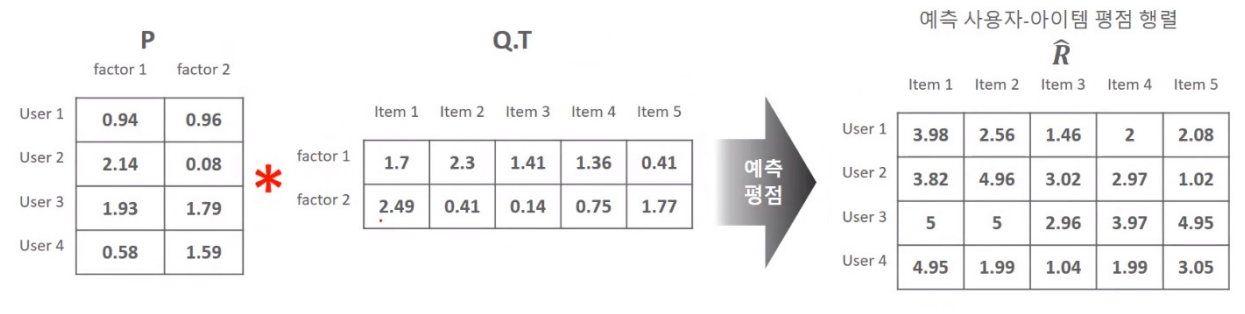 P
factor 1 factor 2
User 1 0.94 0.96
User 2 2.14 0.08
User 3 1.93 1.79
User 4 0.58 1.59
*
Q.T
Item 1 Item 2 Item 3 Item 4 Item 5
factor 1 1.7 2.3 1.41 1.36 0.41
factor 2 2.49 0.41 0.14 0.75 1.77
예측
평점
예측 사용자-아이템 평점 행렬
R̂
Item 1 Item 2 Item 3 Item 4 Item 5
User 1 3.98 2.56 1.46 2 2.08
User 2 3.82 4.96 3.02 2.97 1.02
User 3 5 5 2.96 3.97 4.95
User 4 4.95 1.99 1.04 1.99 3.05